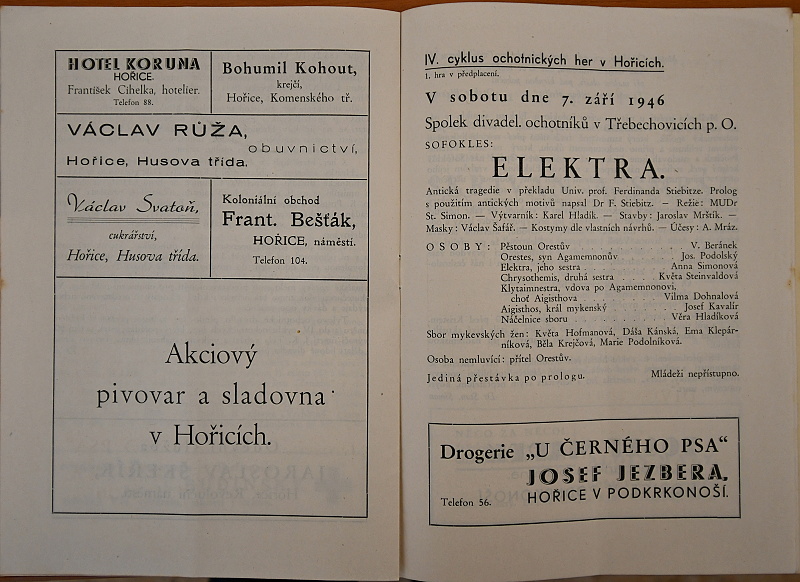 HOTEL KORUNA
HOŘICE.
František Cihelka, hotelier.
Telefon 88.
Bohumil Kohout,
krejčí,
Hořice, Komenského tř.
VÁCLAV RŮŽA,
obuvnictví,
Hořice, Husova třída.
Václav Svatoň,
cukrářství,
Hořice, Husova třída.
Koloniální obchod
Frant. Bešťák,
HOŘICE, náměstí.
Telefon 104.
Akciový
pivovar a sladovna
v Hořicích.
IV. cyklus ochotnických her v Hořicích.
1. hra v předplacení.
V sobotu dne 7. září 1946
Spolek divadel. ochotníků v Třebechovicích p. O.
SOFOKLES:
ELEKTRA.
Antická tragedie v překladu Univ. prof. Ferdinanda Stiebitze. Prolog
s použitím antických motivů napsal Dr F. Stiebitz. — Režie: MUDr
St. Simon. — Výtvarník: Karel Hladík. — Stavby: Jaroslav Mrštík. —
Masky: Václav Šafář. — Kostymy dle vlastních návrhů. — Účesy: A. Mráz.
OSOBY: Pěstoun Orestův . . . . . . . . V. Beránek
Orestes, syn Agamemnonův . . . . . Jos. Podolský
Elektra, jeho sestra . . . . . . . Anna Simonová
Chrysothemis, druhá sestra . . . . Květa Steinvaldová
Klytaimnestra, vdova po Agamemnonovi,
choť Aigisthova . . . . . . Vilma Dohnalová
Aigisthos, král mykenský . . . . . Josef Kavalír
Náčelnice sboru . . . . . . . . Věra Hladíková
Sbor mykevských žen: Květa Hofmanová, Dáša Kánská, Ema Klepár-
níková, Běla Krejčová, Marie Podolníková.
Osoba nemluvící: přítel Orestův.
Jediná přestávka po prologu. Mládeži nepřístupno.
Drogerie „U ČERNÉHO PSA“
JOSEF JEZBERA,
Telefon 56. HOŘICE V PODKRKONOŠÍ.